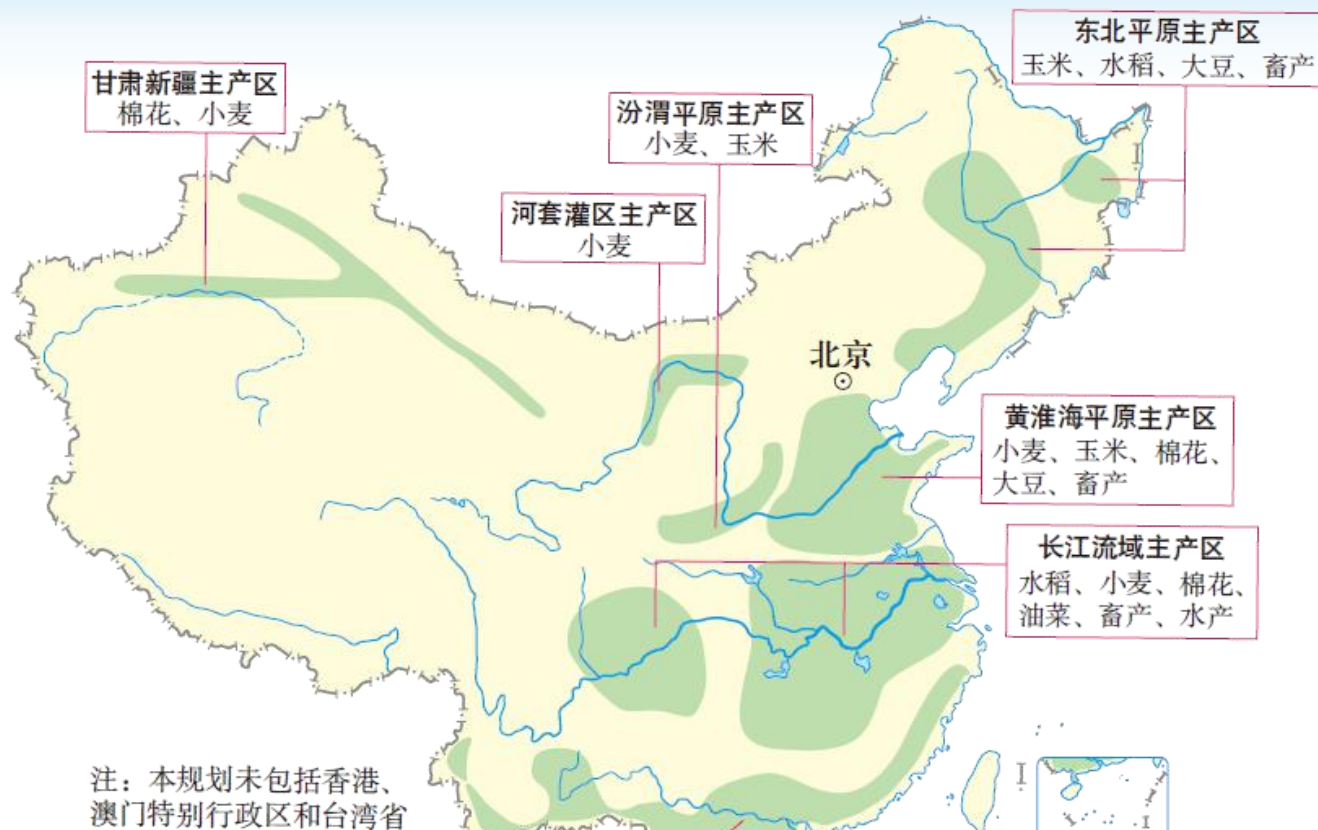 东北平原主产区
玉米、水稻、大豆、畜产
甘肃新疆主产区
棉花、小麦
汾渭平原主产区
小麦、玉米
河套灌区主产区
小麦
北京
黄淮海平原主产区
小麦、玉米、棉花、
大豆、畜产
长江流域主产区
水稻、小麦、棉花、
油菜、畜产、水产
注：本规划未包括香港、
澳门特别行政区和台湾省